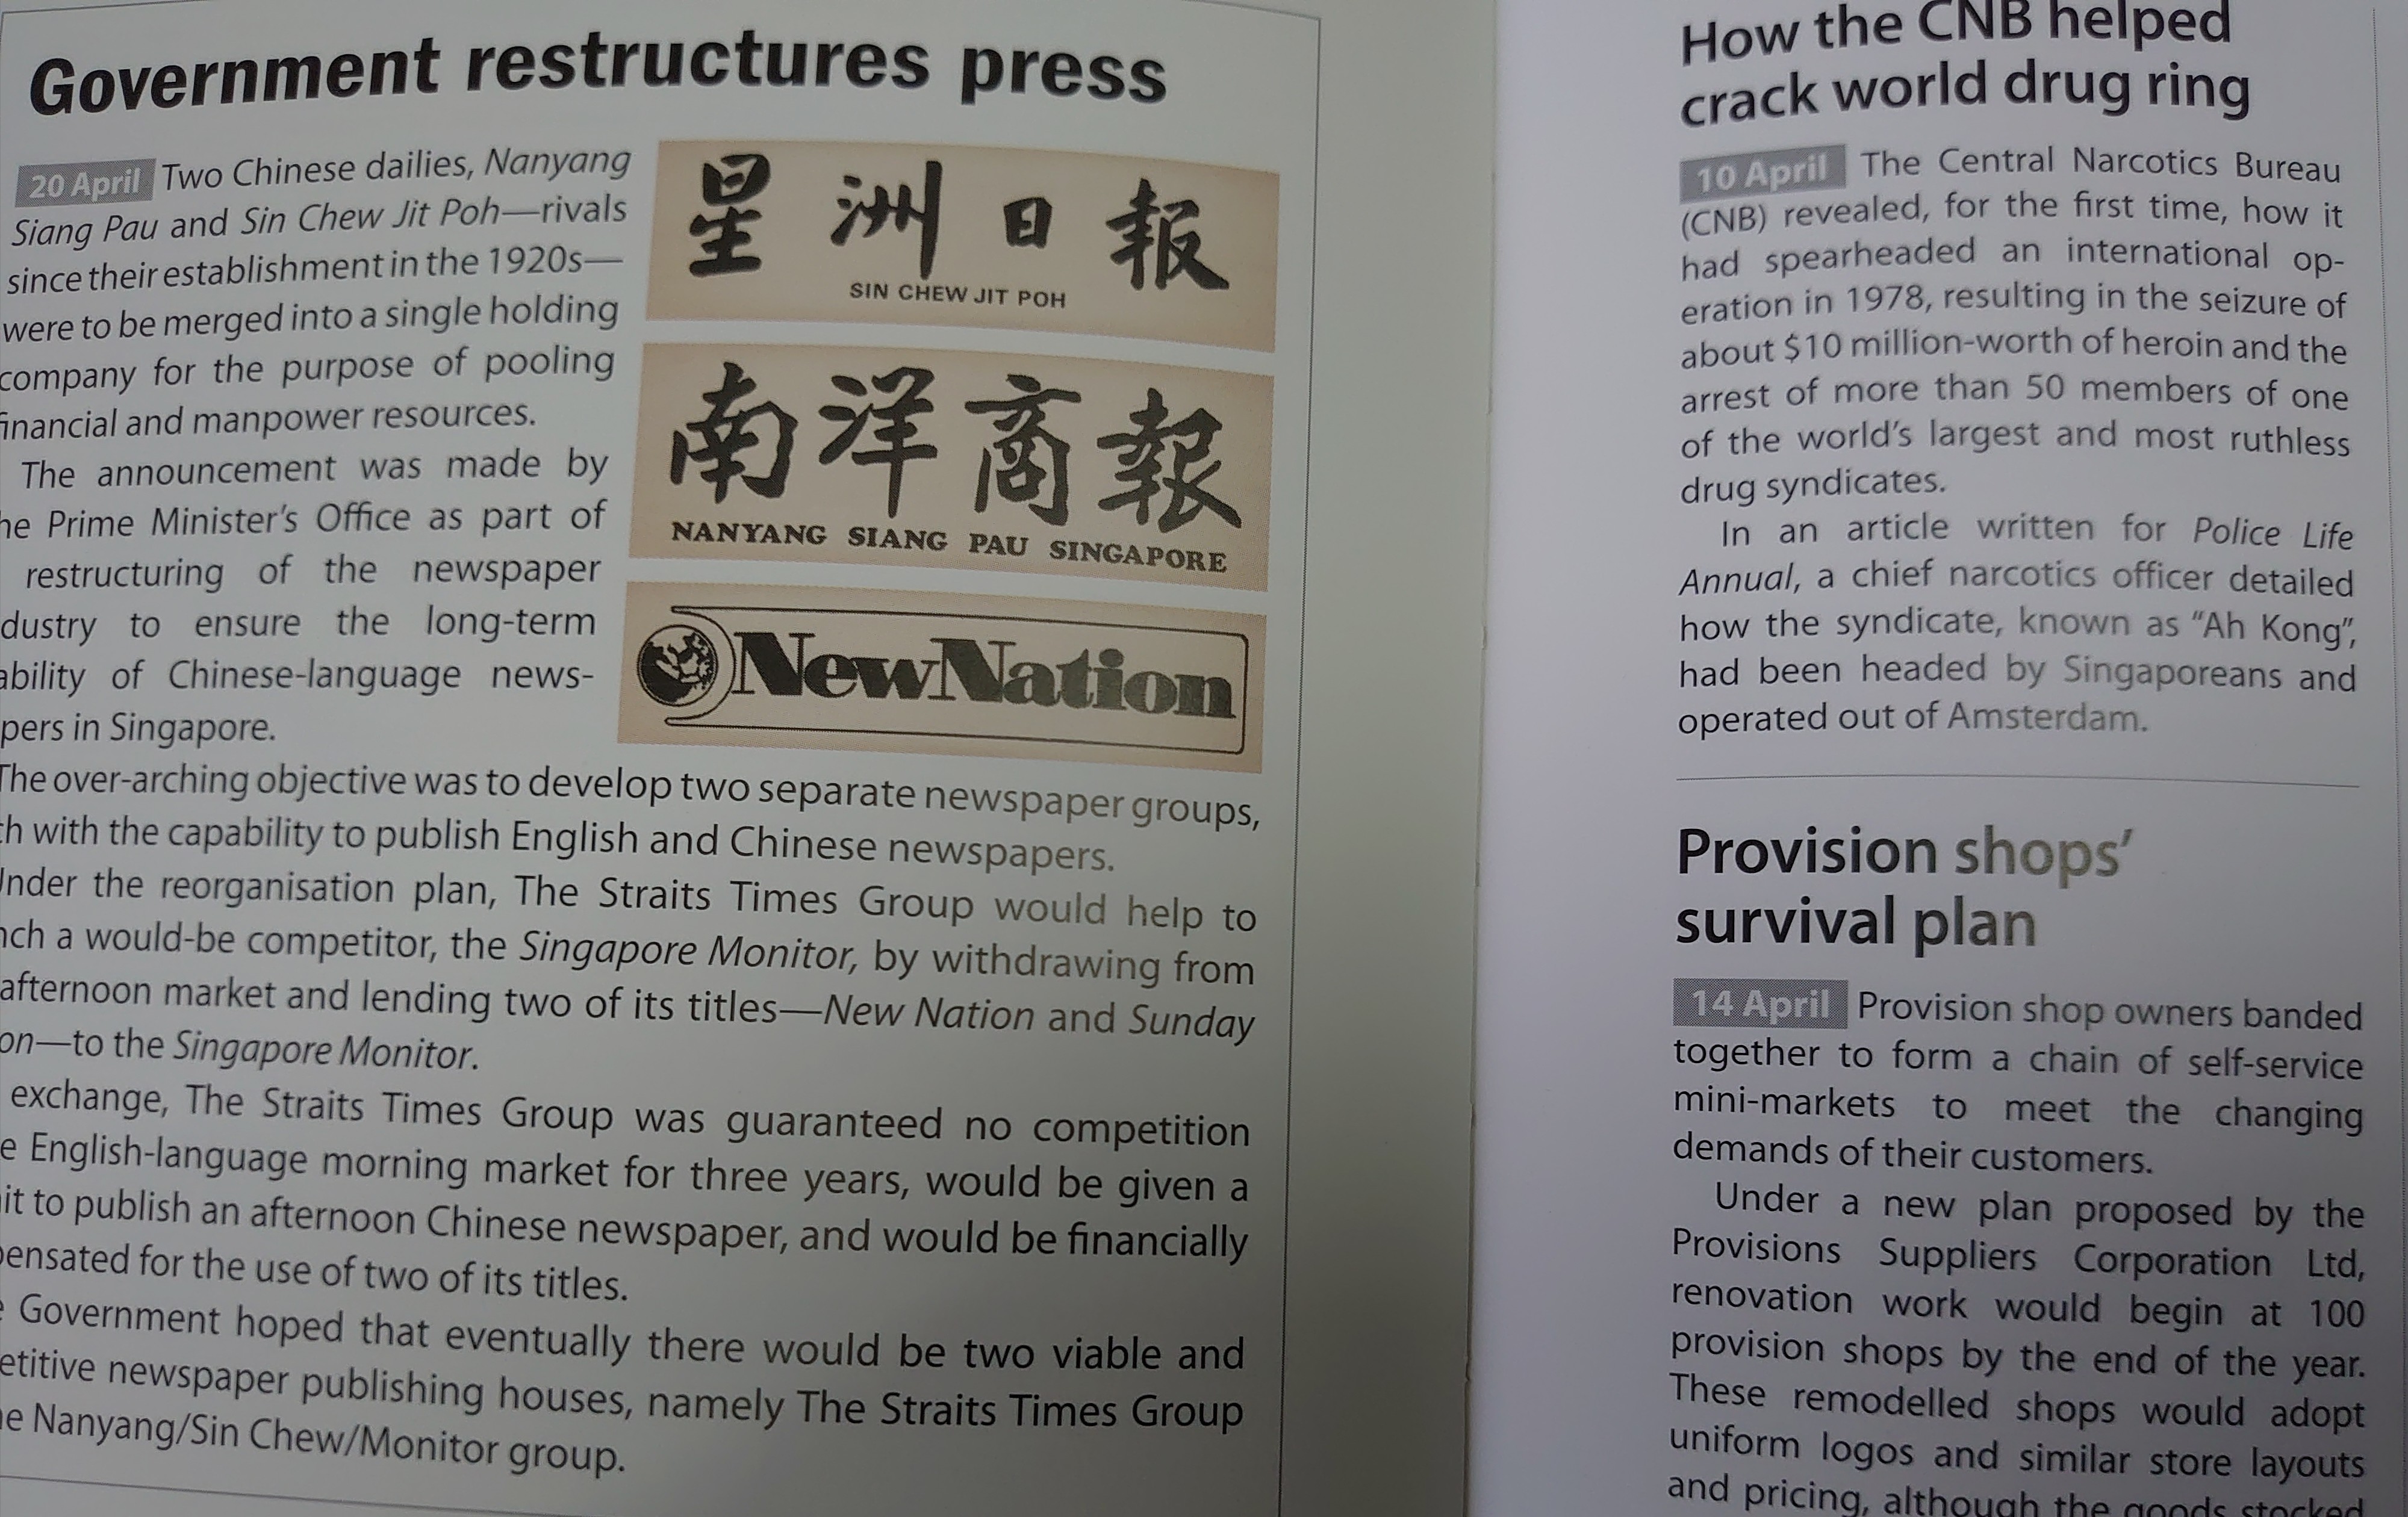 Government restructures press
20 April Two Chinese dailies, Nanyang
Siang Pau and Sin Chew Jit Poh—rivals
since their establishment in the 1920s—
were to be merged into a single holding
company for the purpose of pooling
financial and manpower resources.
The announcement was made by
Prime Minister's Office as part of
restructuring of the newspaper
to ensure the long-term
of Chinese-language news-
in Singapore.
The over-arching objective was to develop two separate newspaper groups,
with the capability to publish English and Chinese newspapers.
Under the reorganisation plan, The Straits Times Group would help to
a would-be competitor, the Singapore Monitor, by withdrawing from
afternoon market and lending two of its titles—New Nation and Sunday
to the Singapore Monitor.
exchange, The Straits Times Group was guaranteed no competition
English-language morning market for three years, would be given a
to publish an afternoon Chinese newspaper, and would be financially
for the use of two of its titles.
Government hoped that eventually there would be two viable and
newspaper publishing houses, namely The Straits Times Group
Nanyang/Sin Chew/Monitor group.
星洲日報
SIN CHEW JIT POH
南洋商報
NANYANG SIANG PAU SINGAPORE
NewNation
How the CNB helped
crack world drug ring
10 April The Central Narcotics Bureau
(CNB) revealed, for the first time, how it
had spearheaded an international op-
eration in 1978, resulting in the seizure of
about $10 million-worth of heroin and the
arrest of more than 50 members of one
of the world's largest and most ruthless
drug syndicates.
In an article written for Police Life
Annual, a chief narcotics officer detailed
how the syndicate, known as "Ah Kong",
had been headed by Singaporeans and
operated out of Amsterdam.
Provision shops'
survival plan
14 April Provision shop owners banded
together to form a chain of self-service
mini-markets to meet the changing
demands of their customers.
Under a new plan proposed by the
Provisions Suppliers Corporation Ltd,
renovation work would begin at 100
provision shops by the end of the year.
These remodelled shops would adopt
uniform logos and similar store layouts
and pricing, although the goods stocked